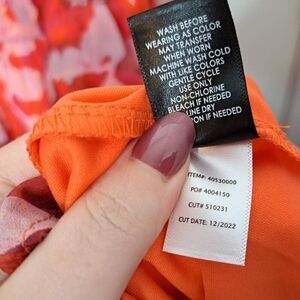 WASH BEFORE
WEARING AS COLOR
MAY TRANSFER
WHEN WORN
MACHINE WASH COLD
WITH LIKE COLORS
GENTLE CYCLE
USE ONLY
NON-CHLORINE
BLEACH IF NEEDED
LINE DRY
ON IF NEEDED
ITEM#: 40530000
PO# 4004150
CUT# 510231
CUT DATE: 12/2022